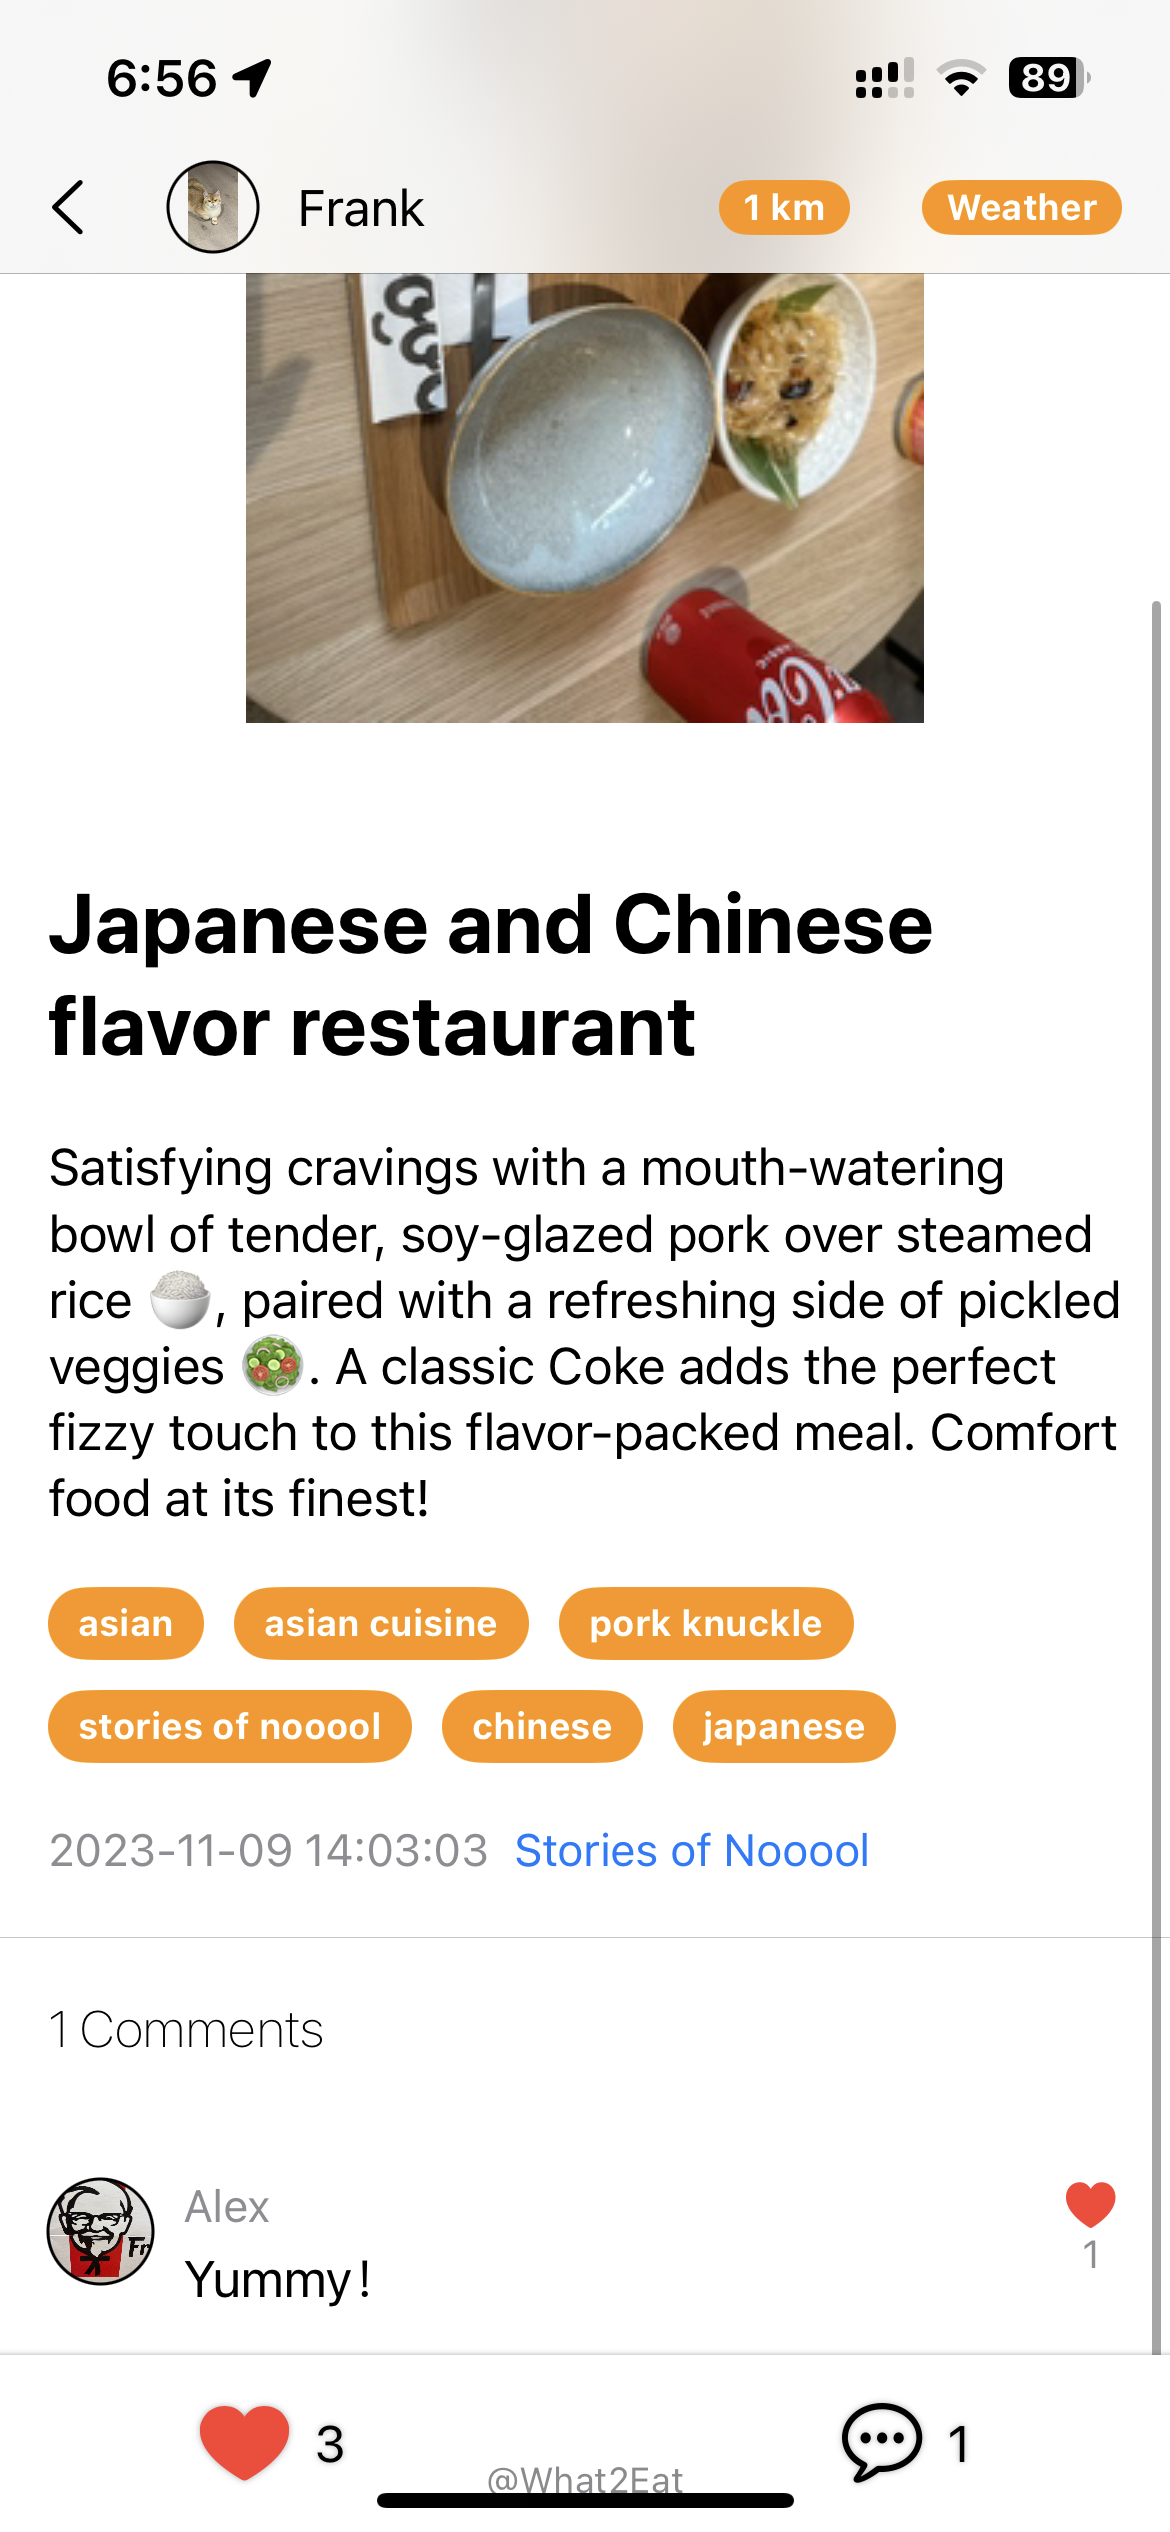 6:56
89
Frank
1 km
Weather
Japanese and Chinese
flavor restaurant
Satisfying cravings with a mouth-watering
bowl of tender, soy-glazed pork over steamed
rice 🍚, paired with a refreshing side of pickled
veggies 🥗. A classic Coke adds the perfect
fizzy touch to this flavor-packed meal. Comfort
food at its finest!
asian
asian cuisine
pork knuckle
stories of nooool
chinese
japanese
2023-11-09 14:03:03 Stories of Nooool
1 Comments
Alex
1
Yummy!
3
1
@What2Eat